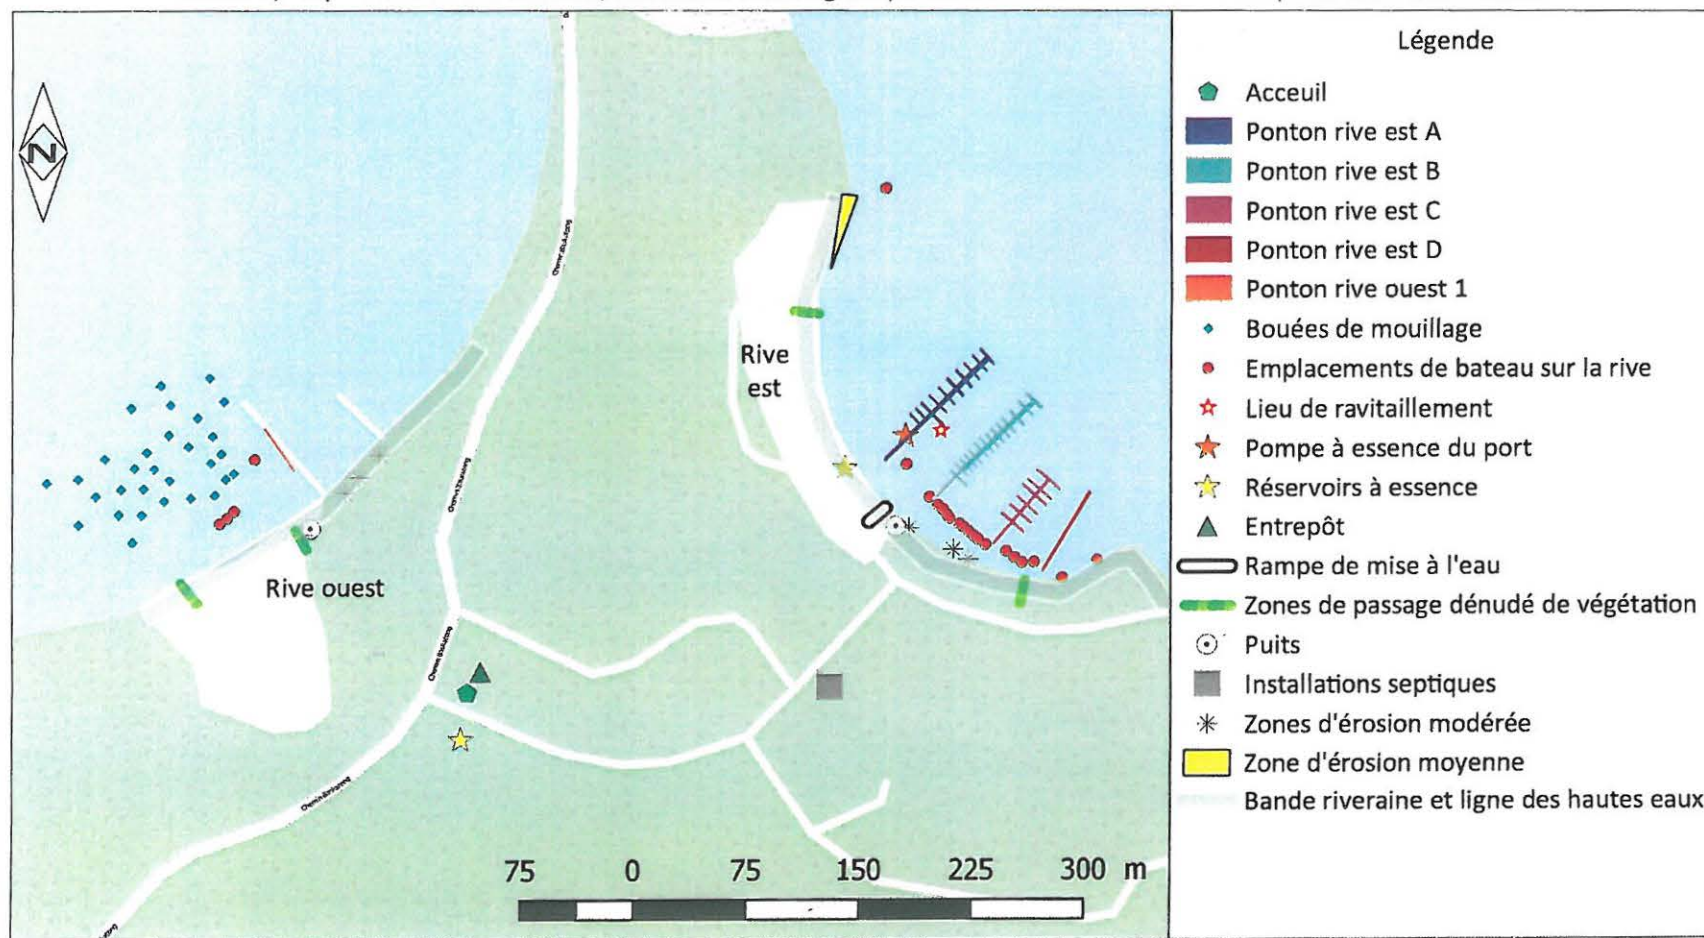 Légende
Acceuil
Ponton rive est A
Ponton rive est B
Ponton rive est C
Ponton rive est D
Ponton rive ouest 1
Bouées de mouillage
Emplacements de bateau sur la rive
Lieu de ravitaillement
Pompe à essence du port
Réservoirs à essence
Entrepôt
Rampe de mise à l'eau
Zones de passage dénudé de végétation
Puits
Installations septiques
Zones d'érosion modérée
Zone d'érosion moyenne
Bande riveraine et ligne des hautes eaux
N
Rive
est
Rive ouest
75 0 75 150 225 300 m